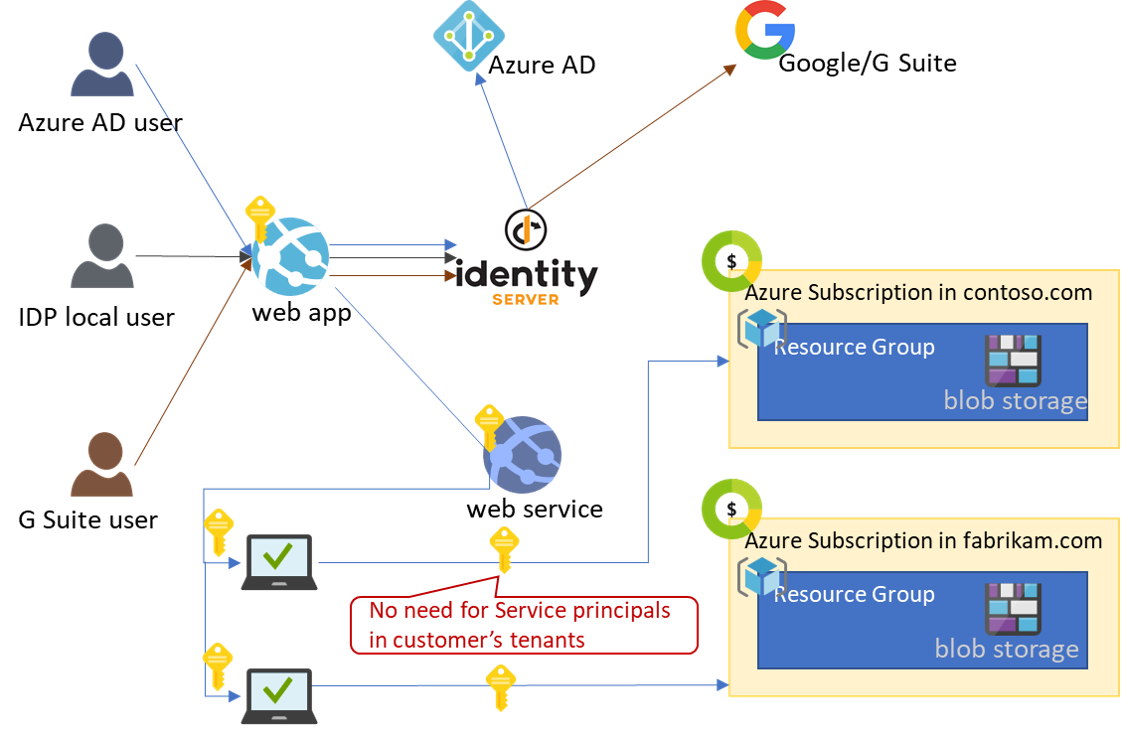 Azure AD
Google/G Suite
Azure AD user
IDP local user
web app
identity
SERVER
$
Azure Subscription in contoso.com
Resource Group
blob storage
G Suite user
web service
$
Azure Subscription in fabrikam.com
Resource Group
blob storage
No need for Service principals
in customer’s tenants